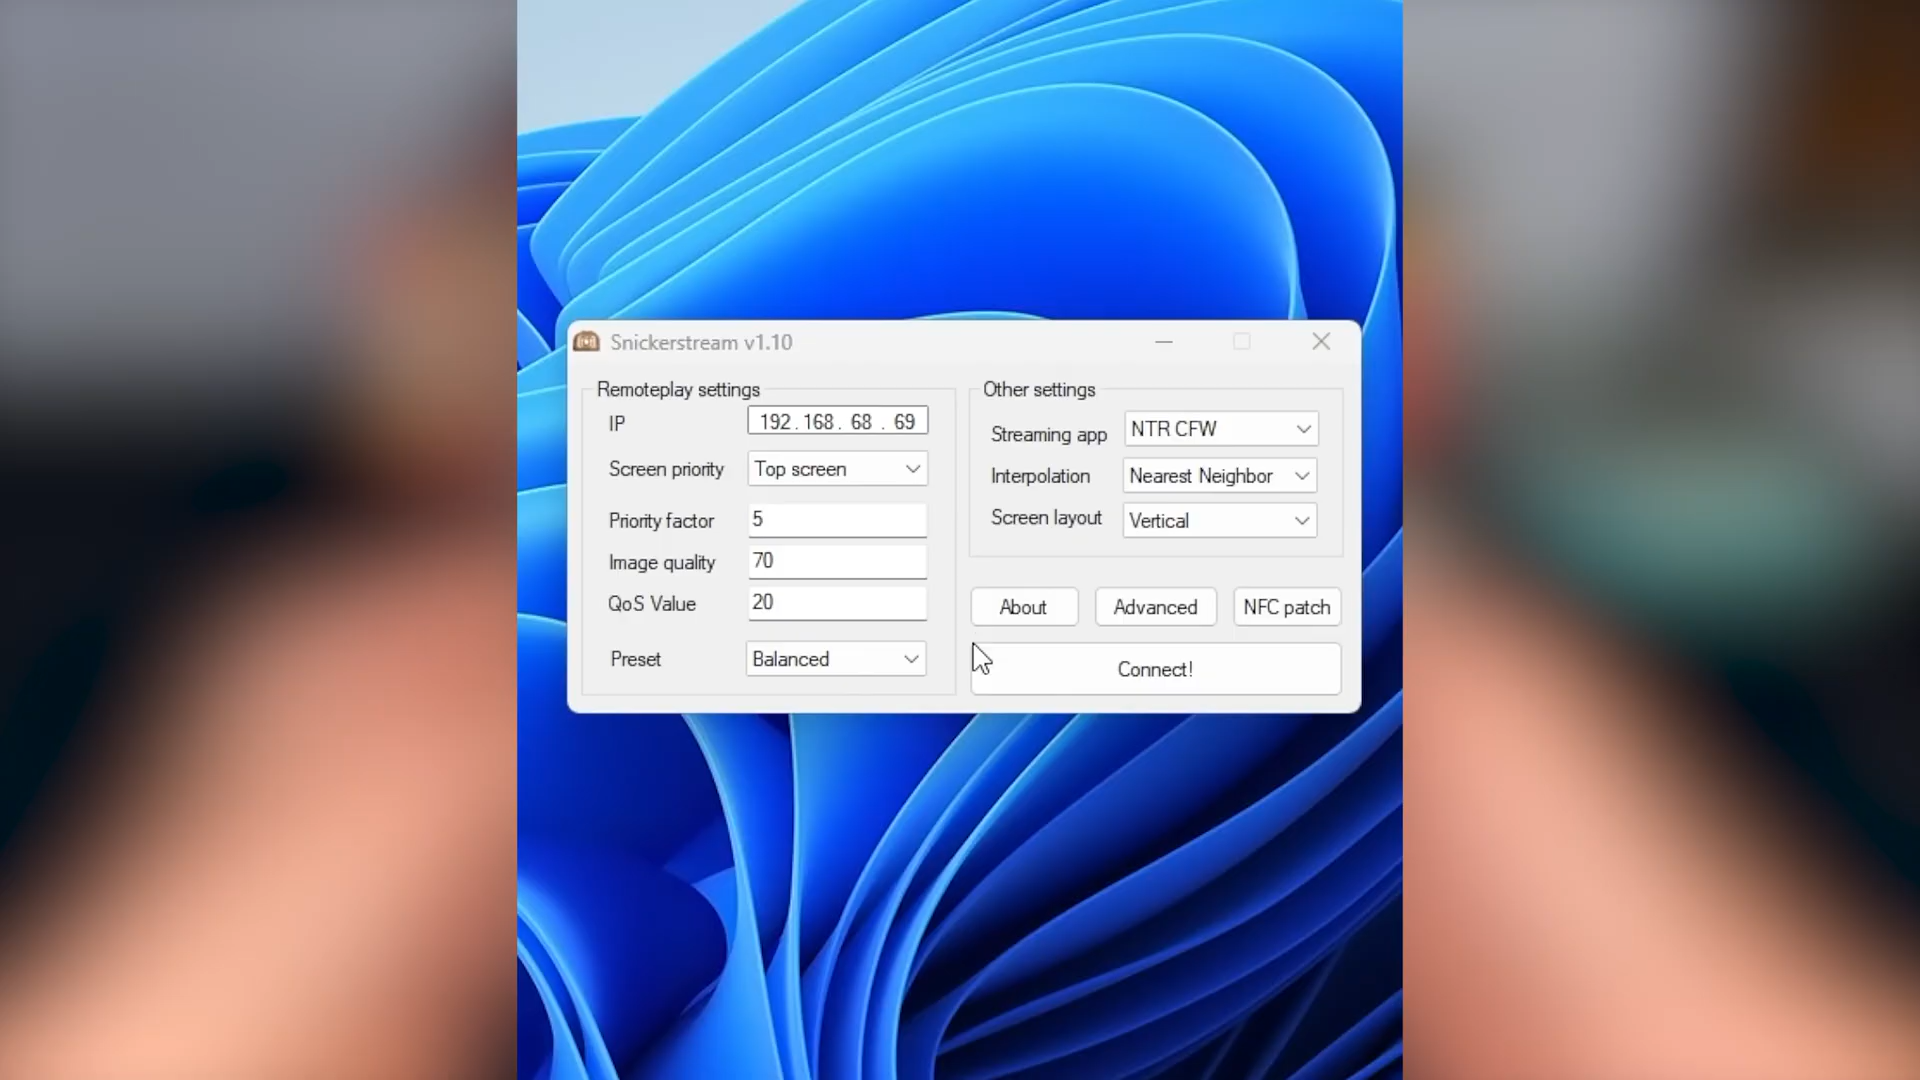 Snickerstream v1.10
Remoteplay settings
IP
192.168.68.69
Screen priority
Top screen
Priority factor
5
Image quality
70
QoS Value
20
Preset
Balanced
Other settings
Streaming app
NTR CFW
Interpolation
Nearest Neighbor
Screen layout
Vertical
About
Advanced
NFC patch
Connect!